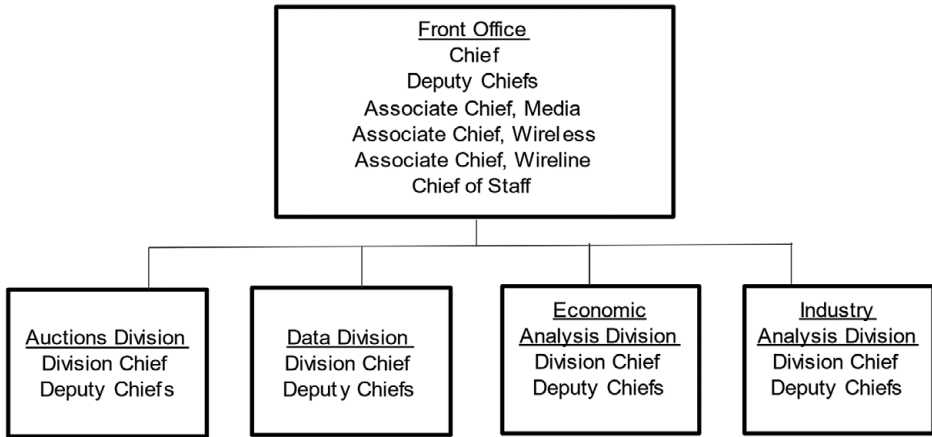 Front Office
Chief
Deputy Chiefs
Associate Chief, Media
Associate Chief, Wireless
Associate Chief, Wireline
Chief of Staff
Auctions Division
Division Chief
Deputy Chiefs
Data Division
Division Chief
Deputy Chiefs
Economic
Analysis Division
Division Chief
Deputy Chiefs
Industry
Analysis Division
Division Chief
Deputy Chiefs